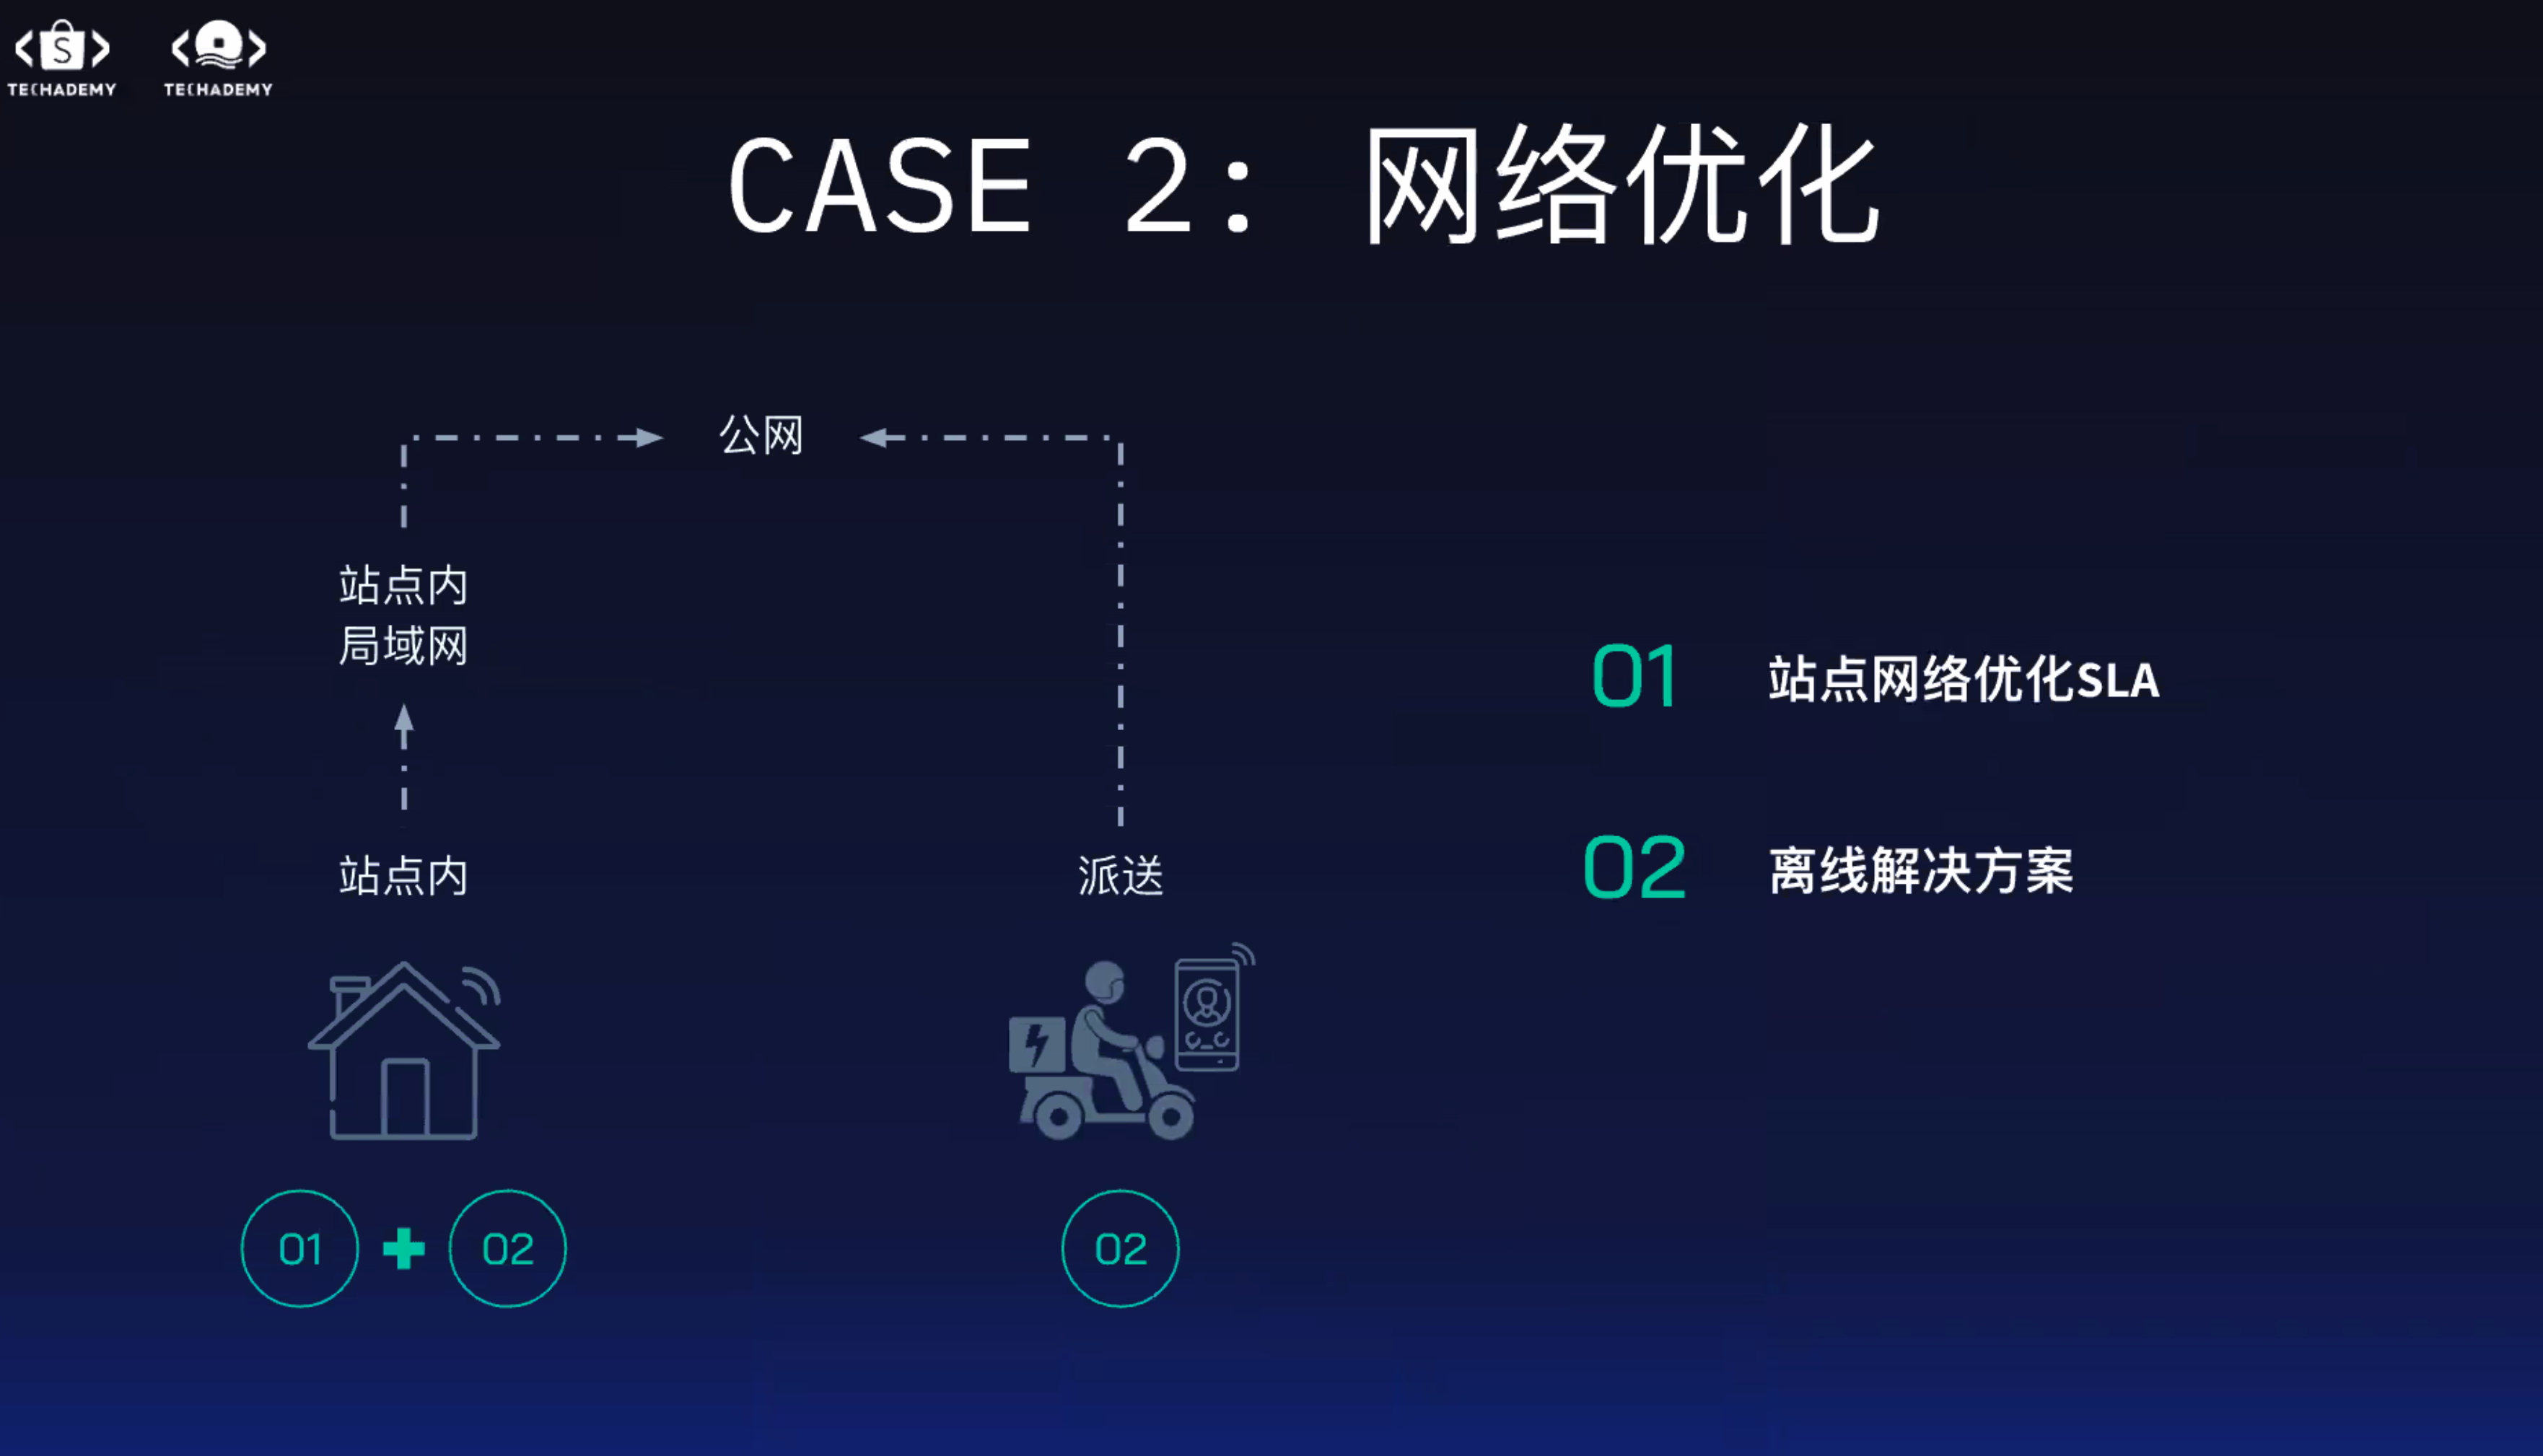 TECHADEMY
TECHADEMY
CASE 2: 网络优化
公网
站点内
局域网
站点内
派送
01 + 02
02
01 站点网络优化SLA
02 离线解决方案